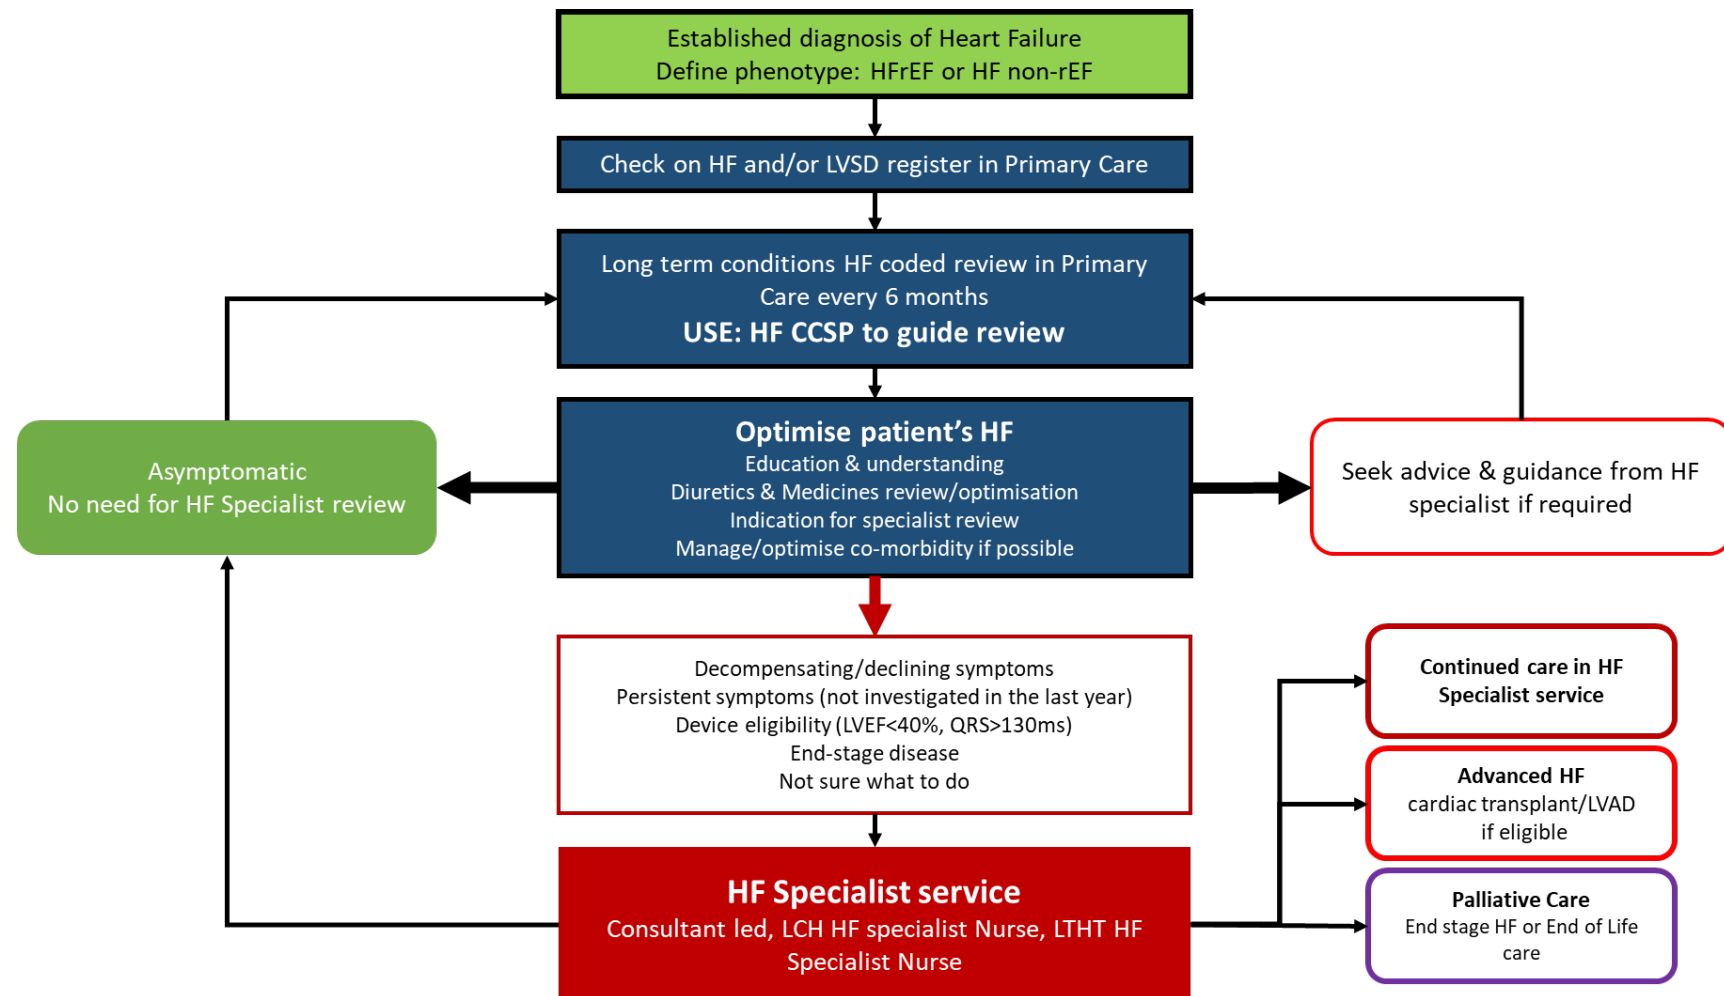 Established diagnosis of Heart Failure
Define phenotype: HFrEF or HF non-rEF
Check on HF and/or LVSD register in Primary Care
Long term conditions HF coded review in Primary
Care every 6 months
USE: HF CCSP to guide review
Optimise patient's HF
Education & understanding
Diuretics & Medicines review/optimisation
Indication for specialist review
Manage/optimise co-morbidity if possible
Asymptomatic
No need for HF Specialist review
Seek advice & guidance from HF
specialist if required
Decompensating/declining symptoms
Persistent symptoms (not investigated in the last year)
Device eligibility (LVEF<40%, QRS>130ms)
End-stage disease
Not sure what to do
HF Specialist service
Consultant led, LCH HF specialist Nurse, LTHT HF
Specialist Nurse
Continued care in HF
Specialist service
Advanced HF
cardiac transplant/LVAD
if eligible
Palliative Care
End stage HF or End of Life
care